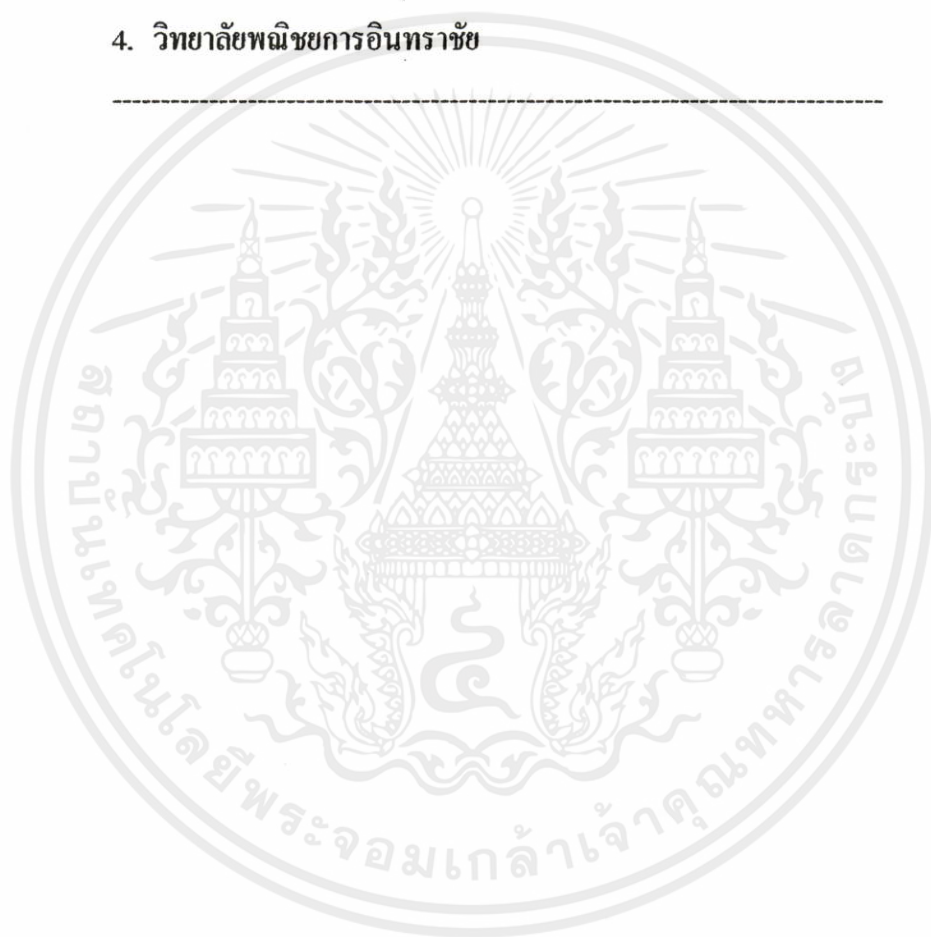 4. วิทยาลัยพณิชยการอินทราชัย
สถาบันเทคโนโลยีพระจอมเกล้าเจ้าคุณทหารลาดกระบัง
๔